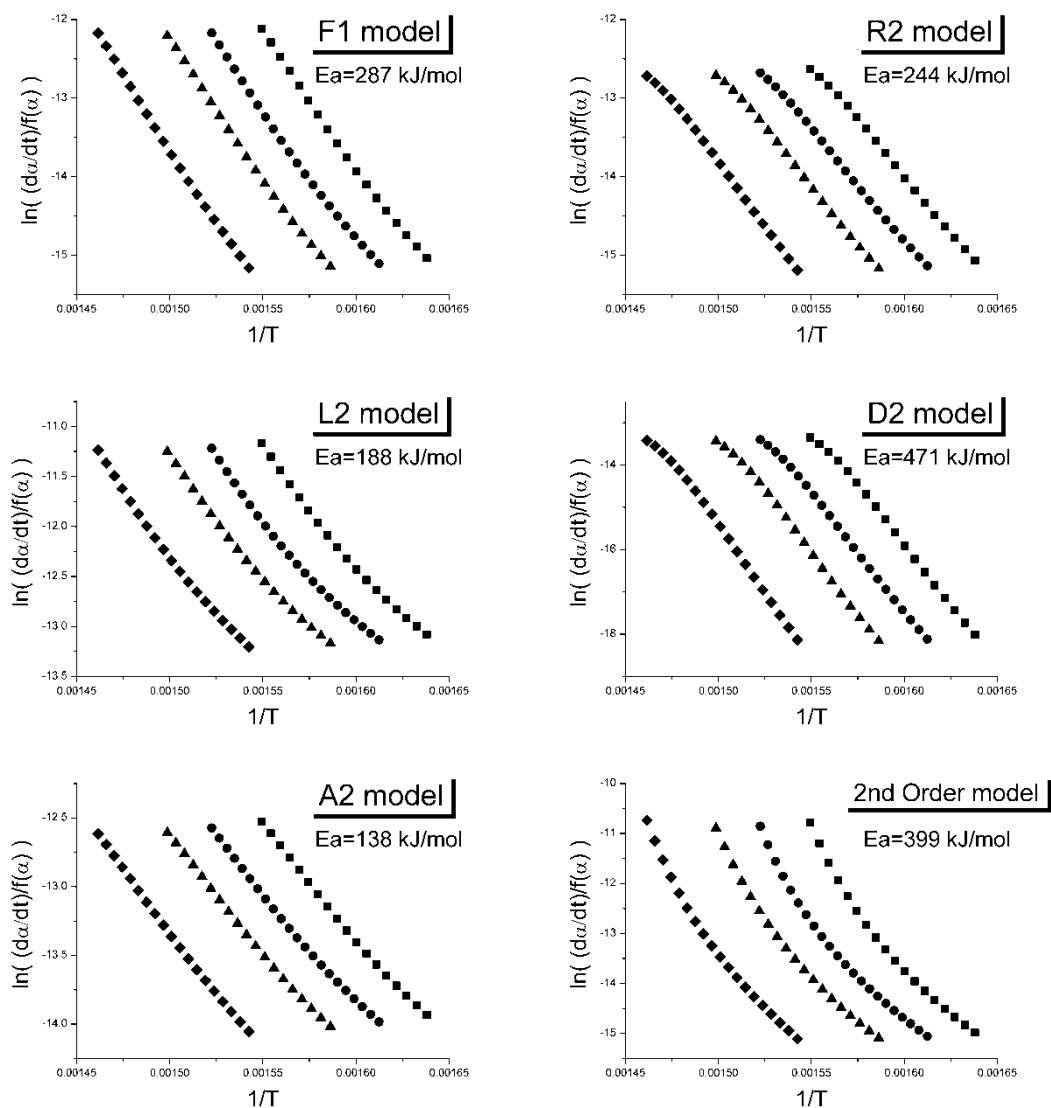 F1 model
Ea=287 kJ/mol
-12
-13
-14
-15
ln( (dα/dt)/f(α) )
0.00145 0.00150 0.00155 0.00160 0.00165
1/T
R2 model
Ea=244 kJ/mol
-12
-13
-14
-15
ln( (dα/dt)/f(α) )
0.00145 0.00150 0.00155 0.00160 0.00165
1/T
L2 model
Ea=188 kJ/mol
-11.0
-11.5
-12.0
-12.5
-13.0
-13.5
ln( (dα/dt)/f(α) )
0.00145 0.00150 0.00155 0.00160 0.00165
1/T
D2 model
Ea=471 kJ/mol
-14
-16
-18
ln( (dα/dt)/f(α) )
0.00145 0.00150 0.00155 0.00160 0.00165
1/T
A2 model
Ea=138 kJ/mol
-12.5
-13.0
-13.5
-14.0
ln( (dα/dt)/f(α) )
0.00145 0.00150 0.00155 0.00160 0.00165
1/T
2nd Order model
Ea=399 kJ/mol
-10
-11
-12
-13
-14
-15
ln( (dα/dt)/f(α) )
0.00145 0.00150 0.00155 0.00160 0.00165
1/T